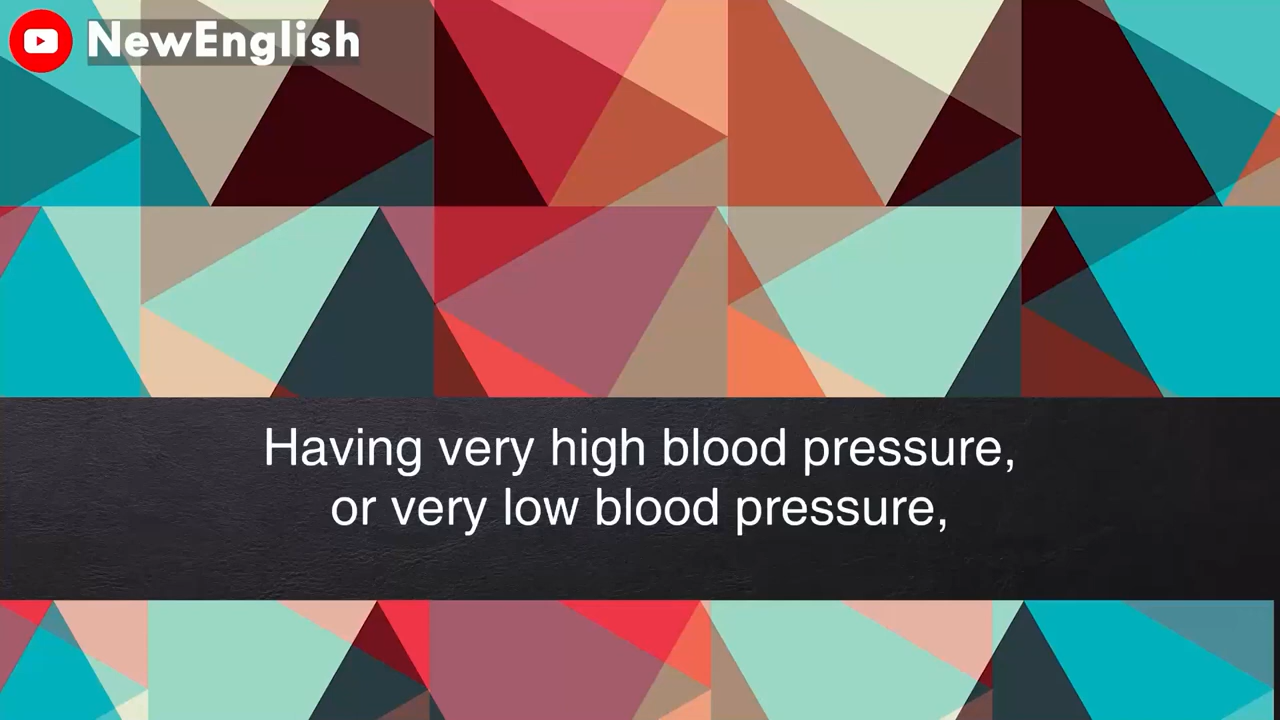 NewEnglish
Having very high blood pressure,
or very low blood pressure,